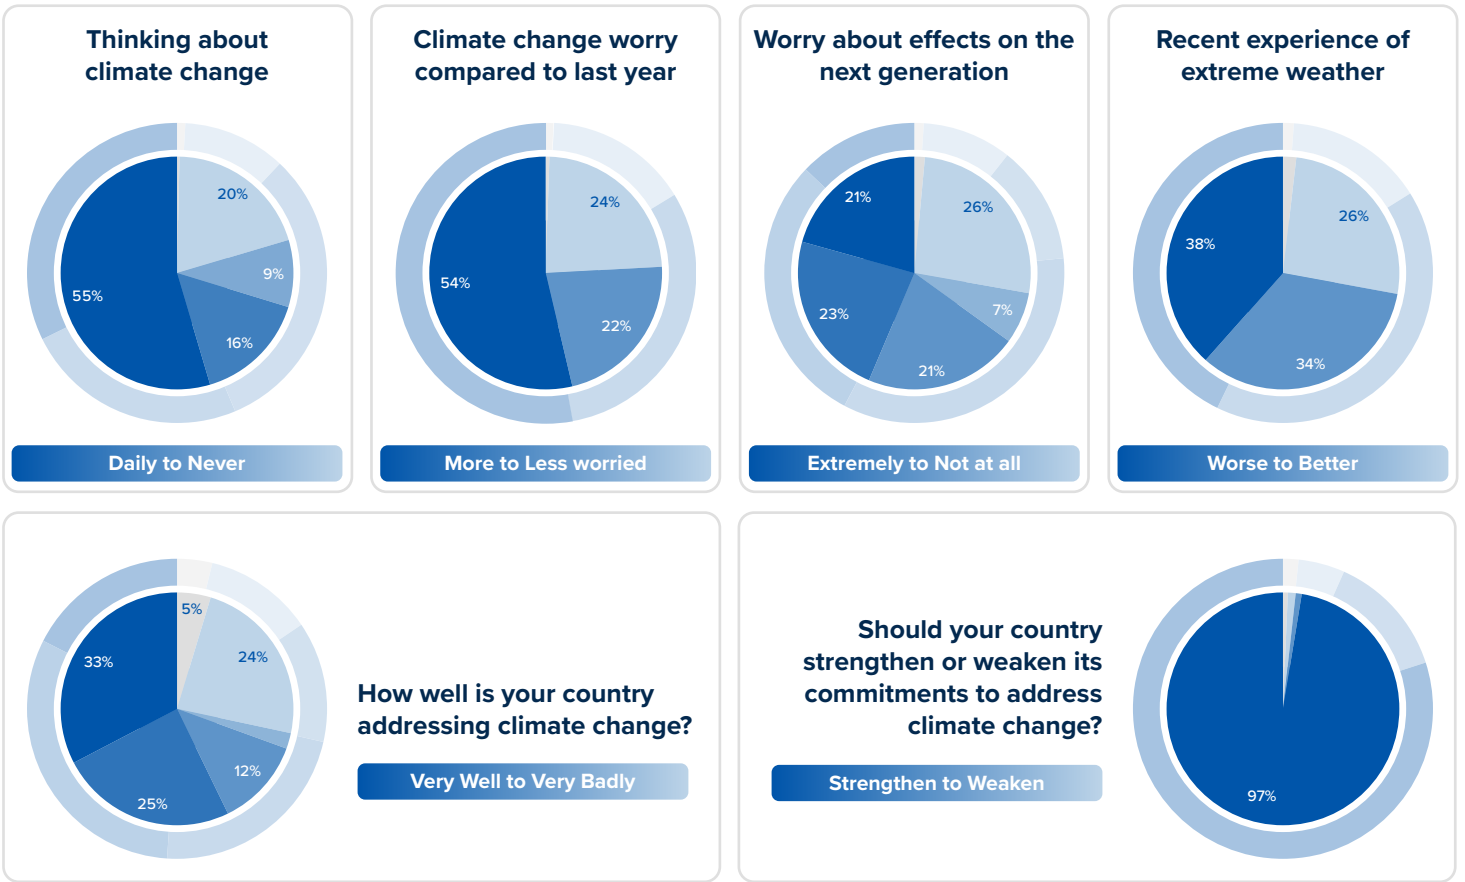 Thinking about
climate change
20%
9%
16%
55%
Daily to Never
Climate change worry
compared to last year
24%
22%
54%
More to Less worried
Worry about effects on the
next generation
21%
26%
7%
21%
23%
Extremely to Not at all
Recent experience of
extreme weather
26%
34%
38%
Worse to Better
5%
24%
12%
25%
33%
How well is your country
addressing climate change?
Very Well to Very Badly
Should your country
strengthen or weaken its
commitments to address
climate change?
Strengthen to Weaken
97%